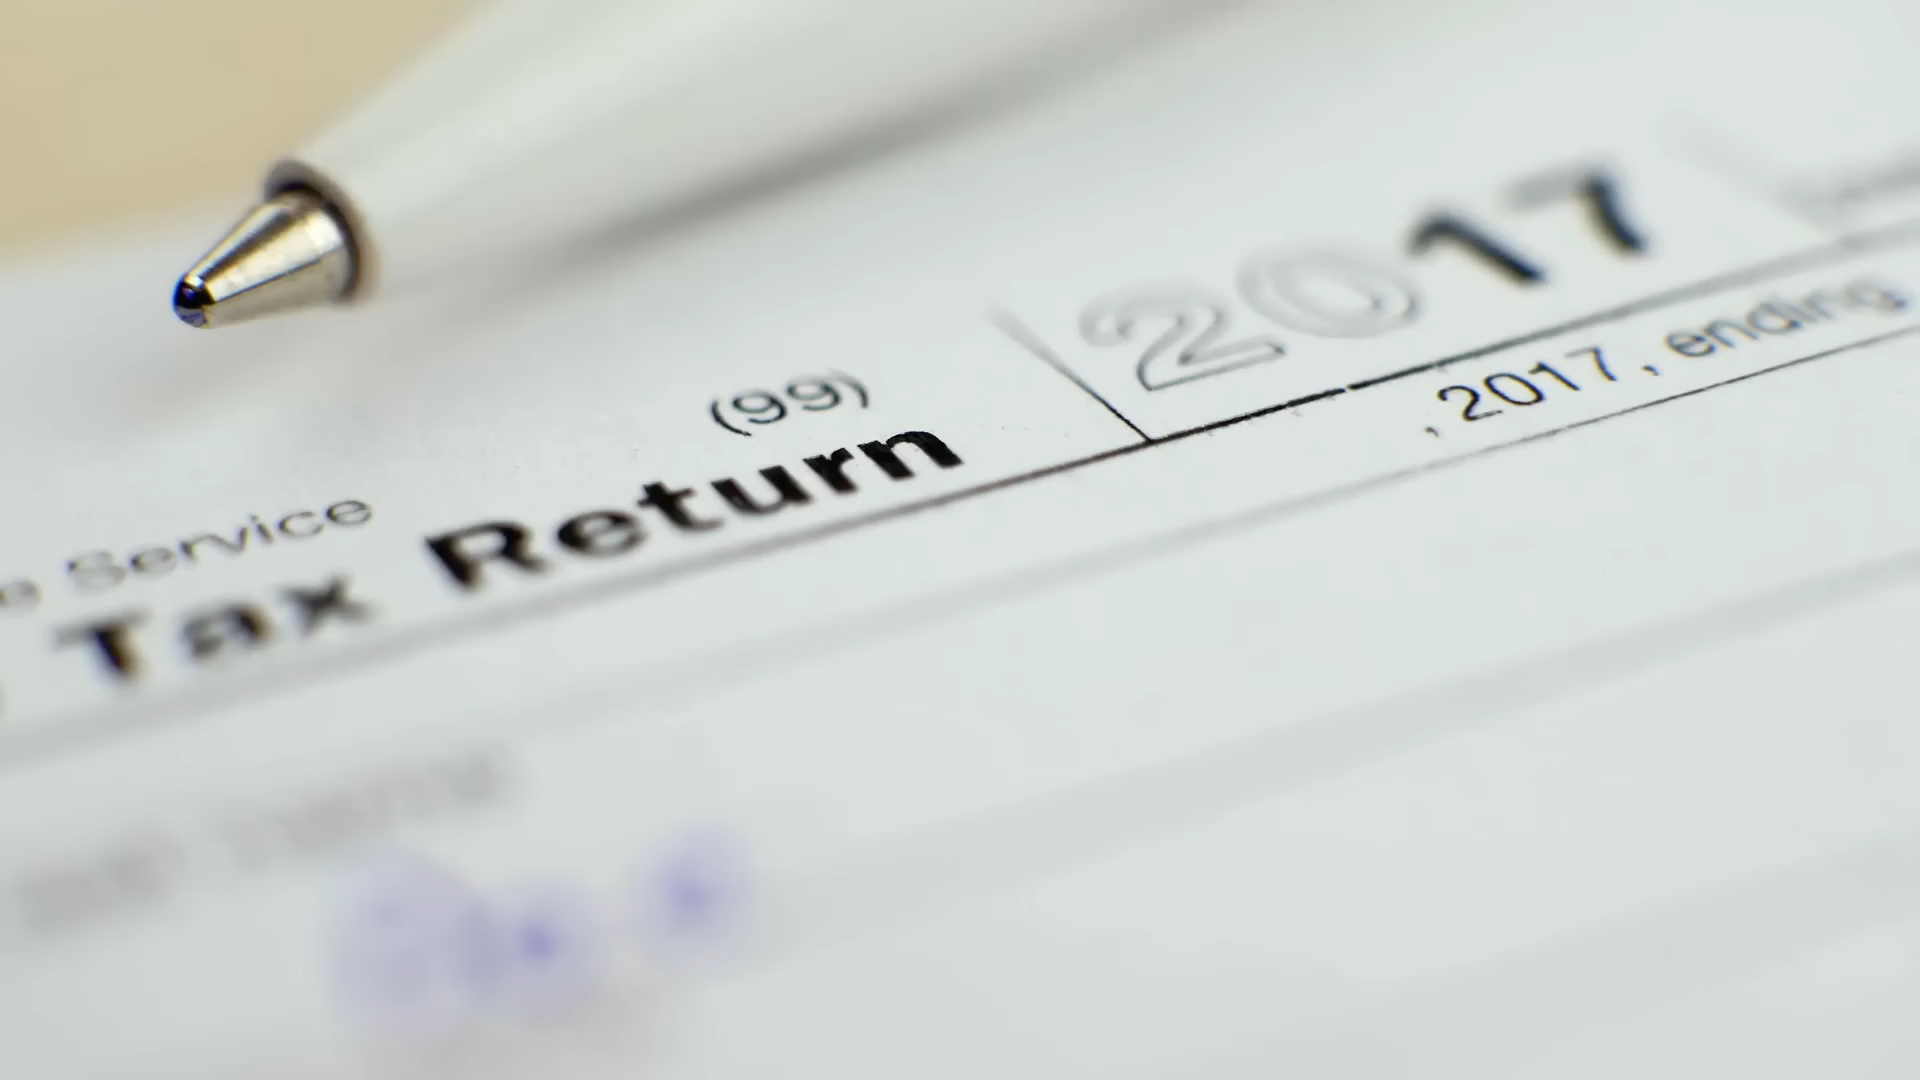 Service
(99)
Tax Return
2017
, 2017, ending